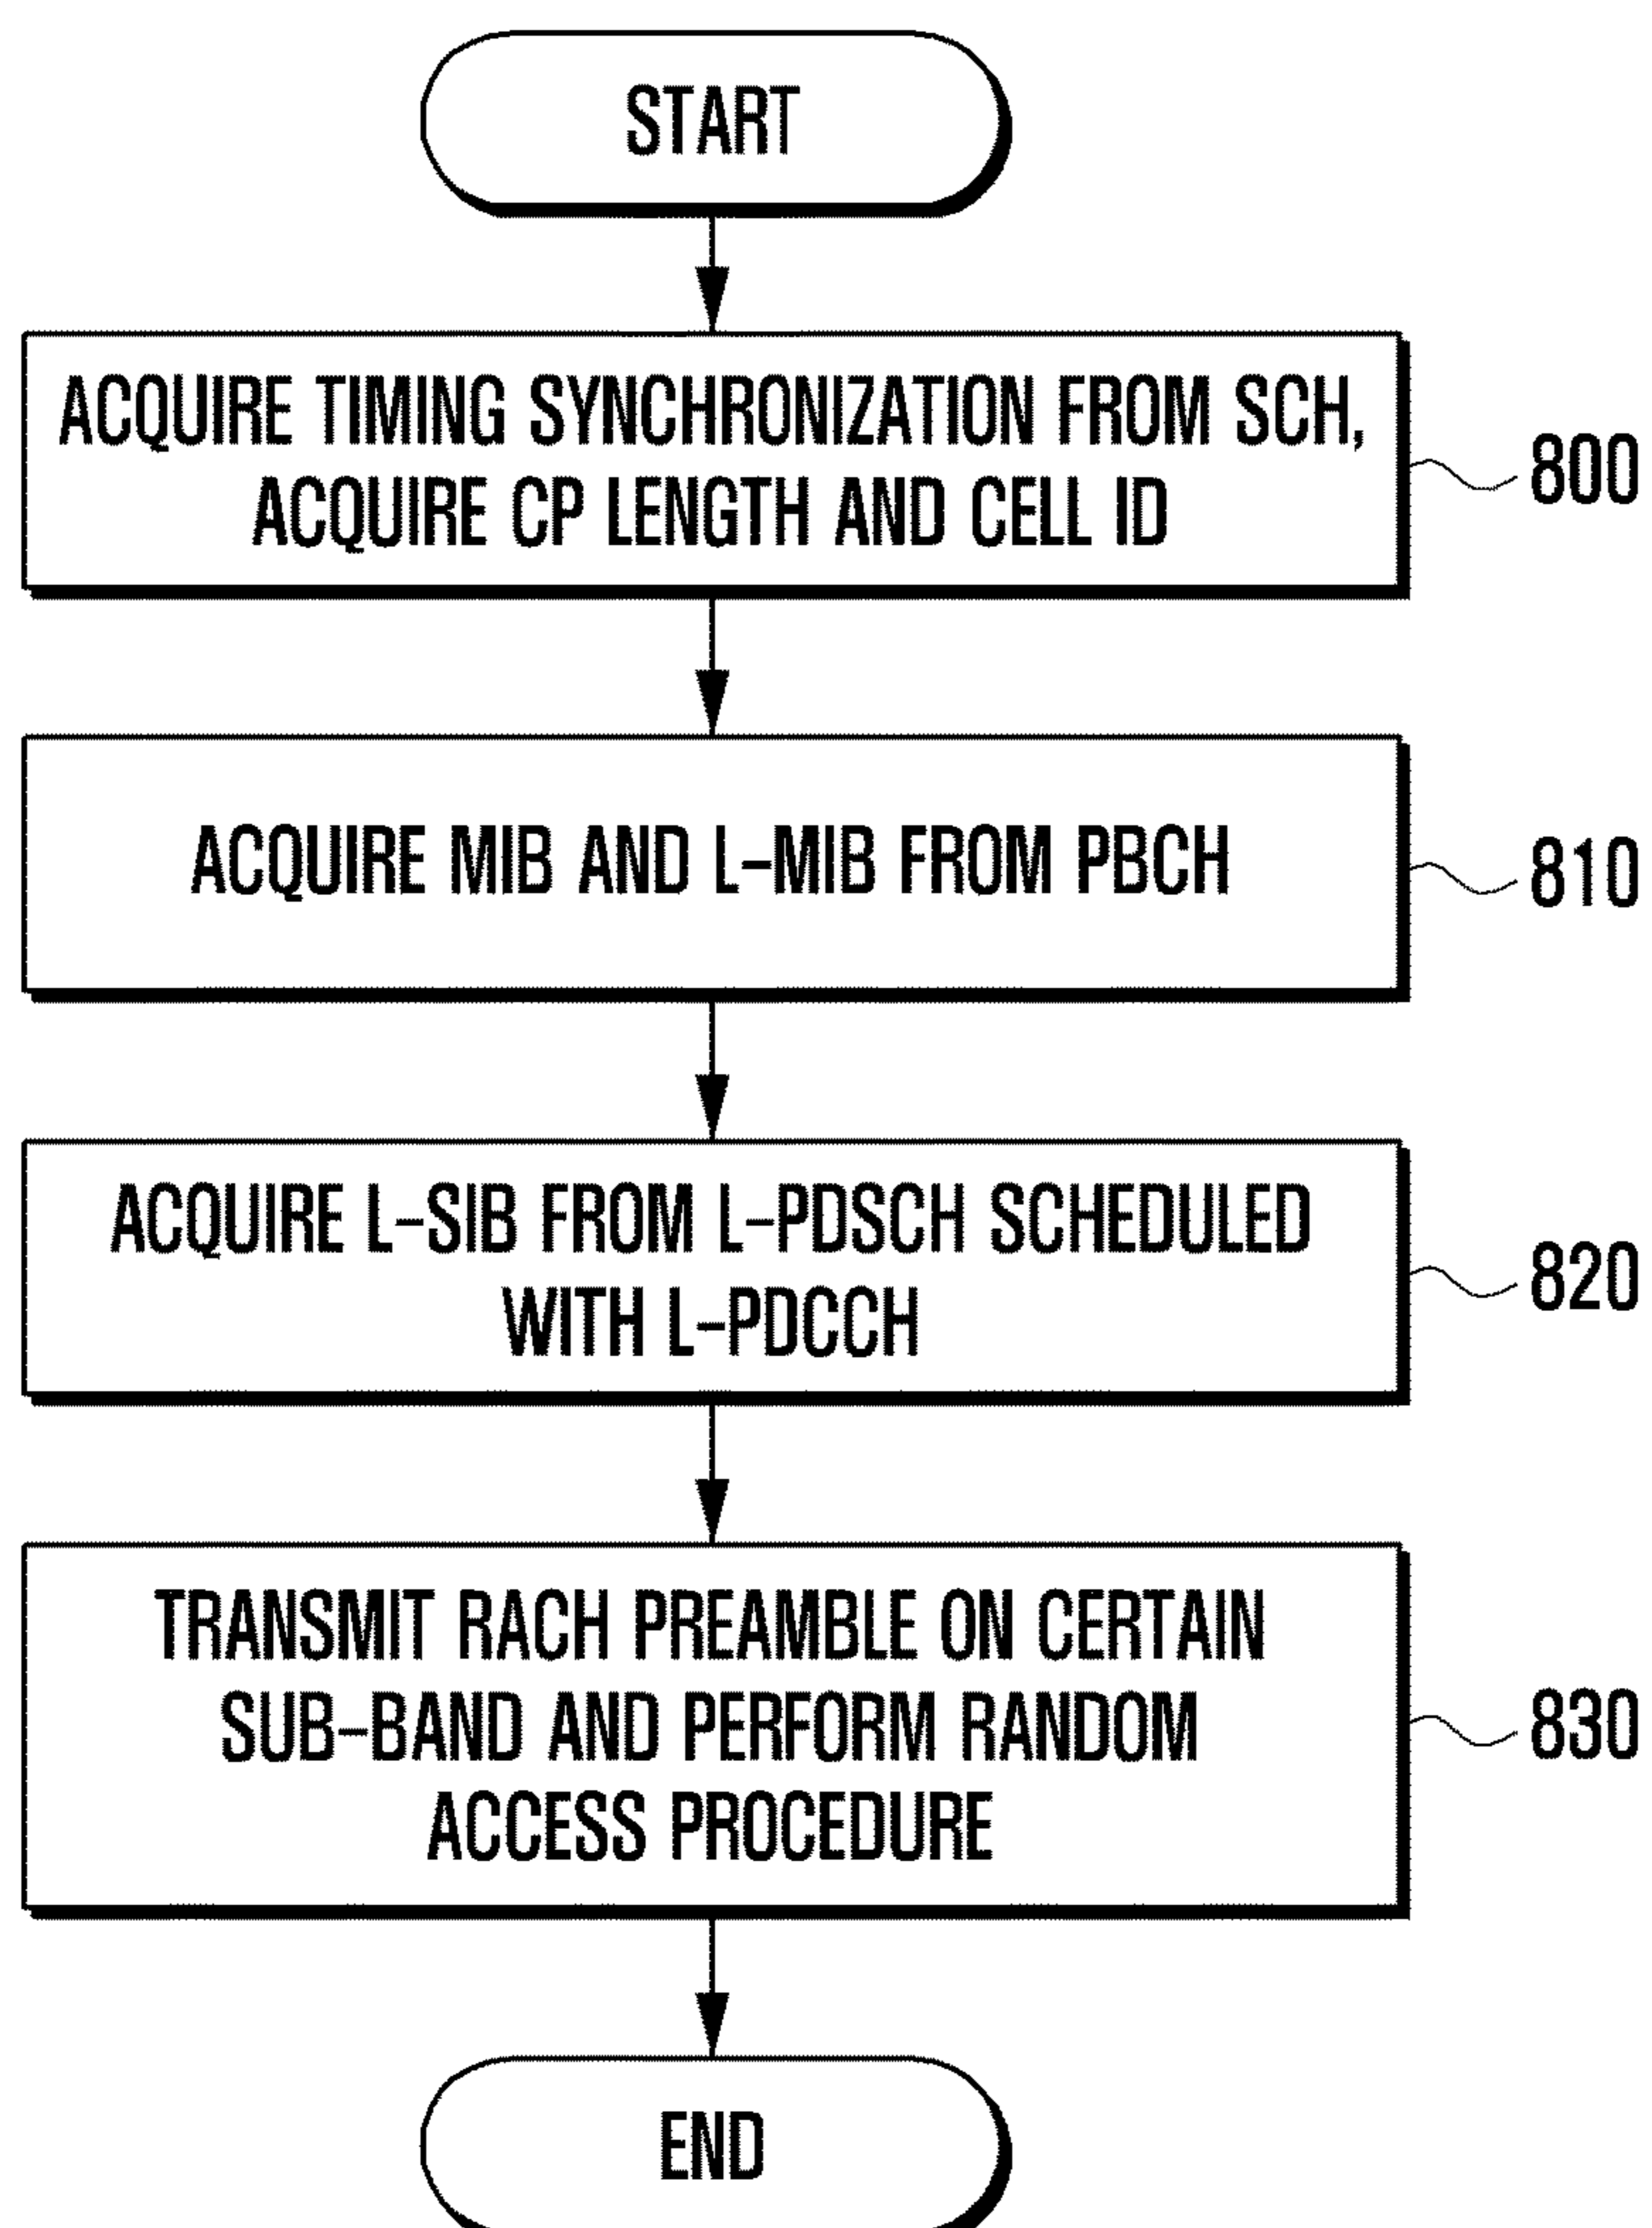 START
ACQUIRE TIMING SYNCHRONIZATION FROM SCH,
ACQUIRE CP LENGTH AND CELL ID
800
ACQUIRE MIB AND L-MIB FROM PBCH
810
ACQUIRE L-SIB FROM L-PDSCH SCHEDULED
WITH L-PDCCH
820
TRANSMIT RACH PREAMBLE ON CERTAIN
SUB-BAND AND PERFORM RANDOM
ACCESS PROCEDURE
830
END